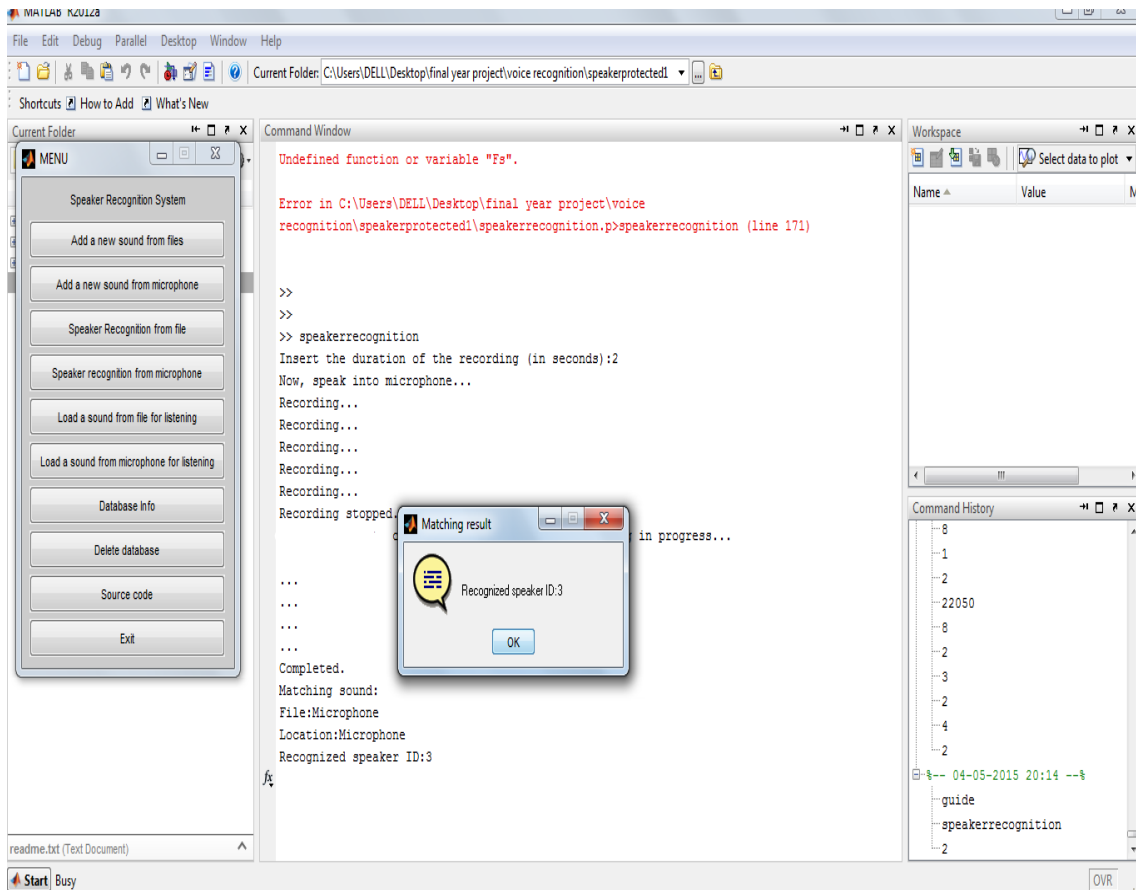 MATLAB R2012a
File Edit Debug Parallel Desktop Window Help
Current Folder: C:\Users\DELL\Desktop\final year project\voice recognition\speakerprotected1
Shortcuts How to Add What's New
Current Folder
MENU
Speaker Recognition System
Add a new sound from files
Add a new sound from microphone
Speaker Recognition from file
Speaker recognition from microphone
Load a sound from file for listening
Load a sound from microphone for listening
Database Info
Delete database
Source code
Exit
readme.txt (Text Document)
Command Window
Undefined function or variable "Fs".
Error in C:\Users\DELL\Desktop\final year project\voice
recognition\speakerprotected1\speakerrecognition.p>speakerrecognition (line 171)
>>
>>
>> speakerrecognition
Insert the duration of the recording (in seconds):2
Now, speak into microphone...
Recording...
Recording...
Recording...
Recording...
Recording...
Recording stopped.
in progress...
...
...
...
...
Completed.
Matching sound:
File:Microphone
Location:Microphone
Recognized speaker ID:3
fx
Matching result
Recognized speaker ID:3
OK
Workspace
Select data to plot
Name Value M
Command History
8
1
2
22050
8
2
3
2
4
2
%-- 04-05-2015 20:14 --%
guide
speakerrecognition
2
Start Busy
OVR